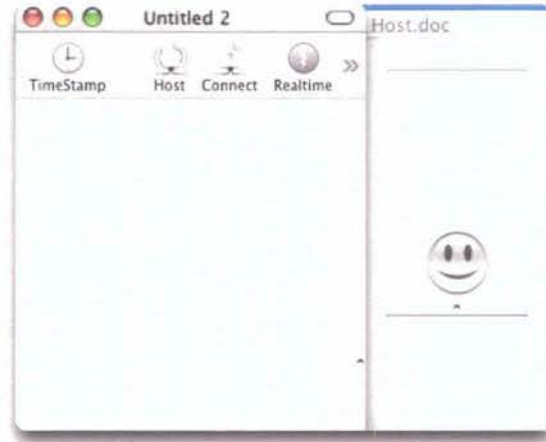 Untitled 2
Host.doc
TimeStamp
Host
Connect
Realtime
»